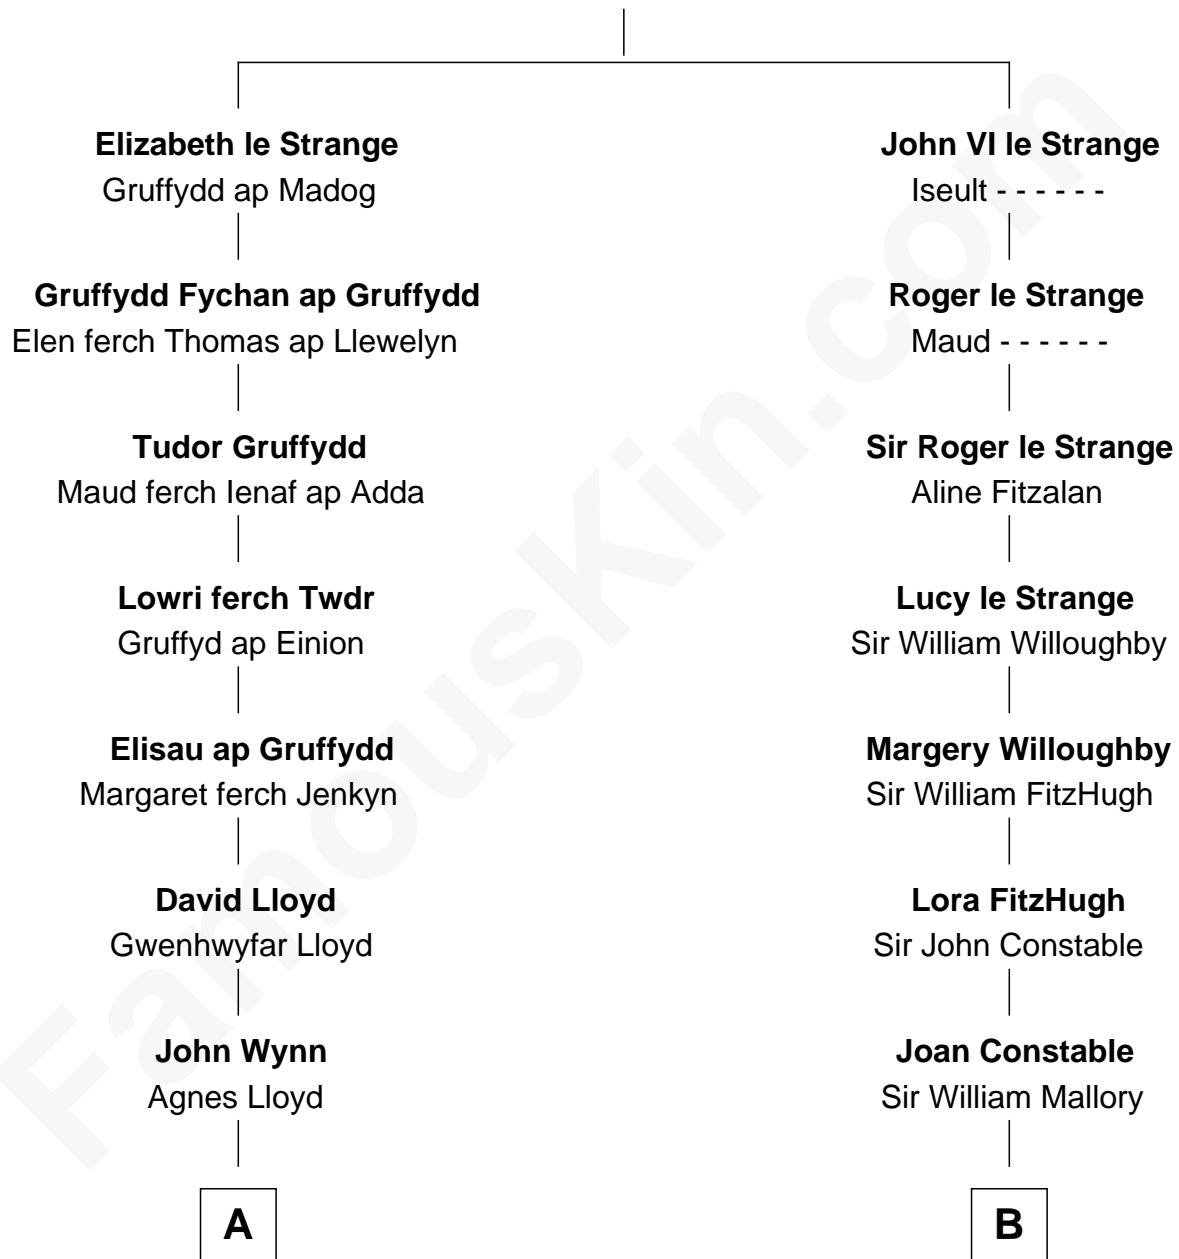 Elizabeth le Strange
Gruffydd ap Madog
Gruffydd Fychan ap Gruffydd
Elen ferch Thomas ap Llewelyn
Tudor Gruffydd
Maud ferch Ienaf ap Adda
Lowri ferch Twdr
Gruffyd ap Einion
Elisau ap Gruffydd
Margaret ferch Jenkyn
David Lloyd
Gwenhwyfar Lloyd
John Wynn
Agnes Lloyd
A
John VI le Strange
Iseult - - - - - -
Roger le Strange
Maud - - - - - -
Sir Roger le Strange
Aline Fitzalan
Lucy le Strange
Sir William Willoughby
Margery Willoughby
Sir William FitzHugh
Lora FitzHugh
Sir John Constable
Joan Constable
Sir William Mallory
B
FamousKin.com